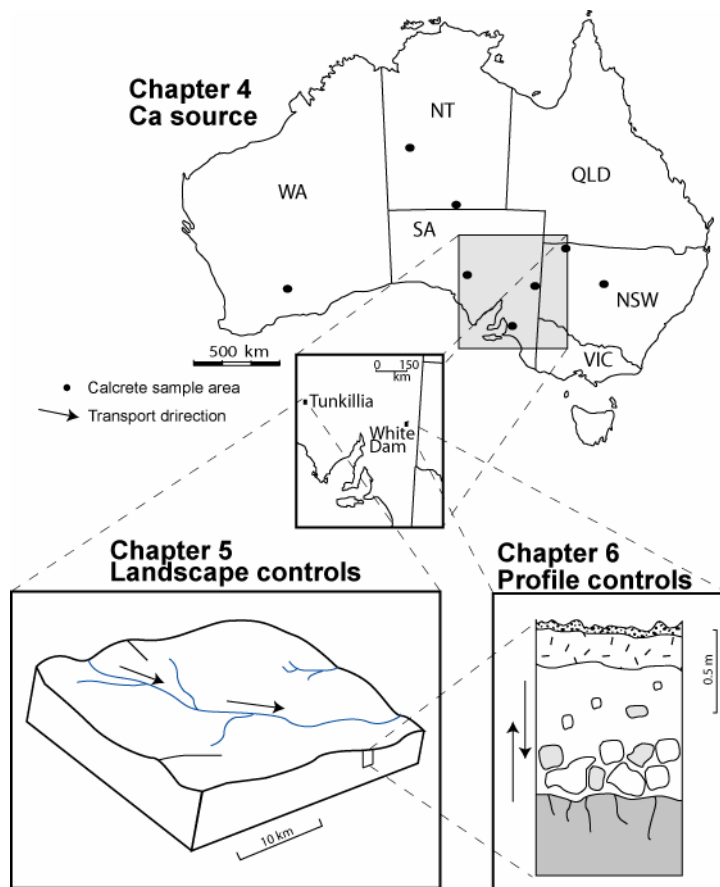 Chapter 4
Ca source
NT
WA
QLD
SA
NSW
VIC
500 km
Calcrete sample area
Transport drirection
0 150
km
Tunkillia
White
Dam
Chapter 5
Landscape controls
Chapter 6
Profile controls
10 km
0.5 m